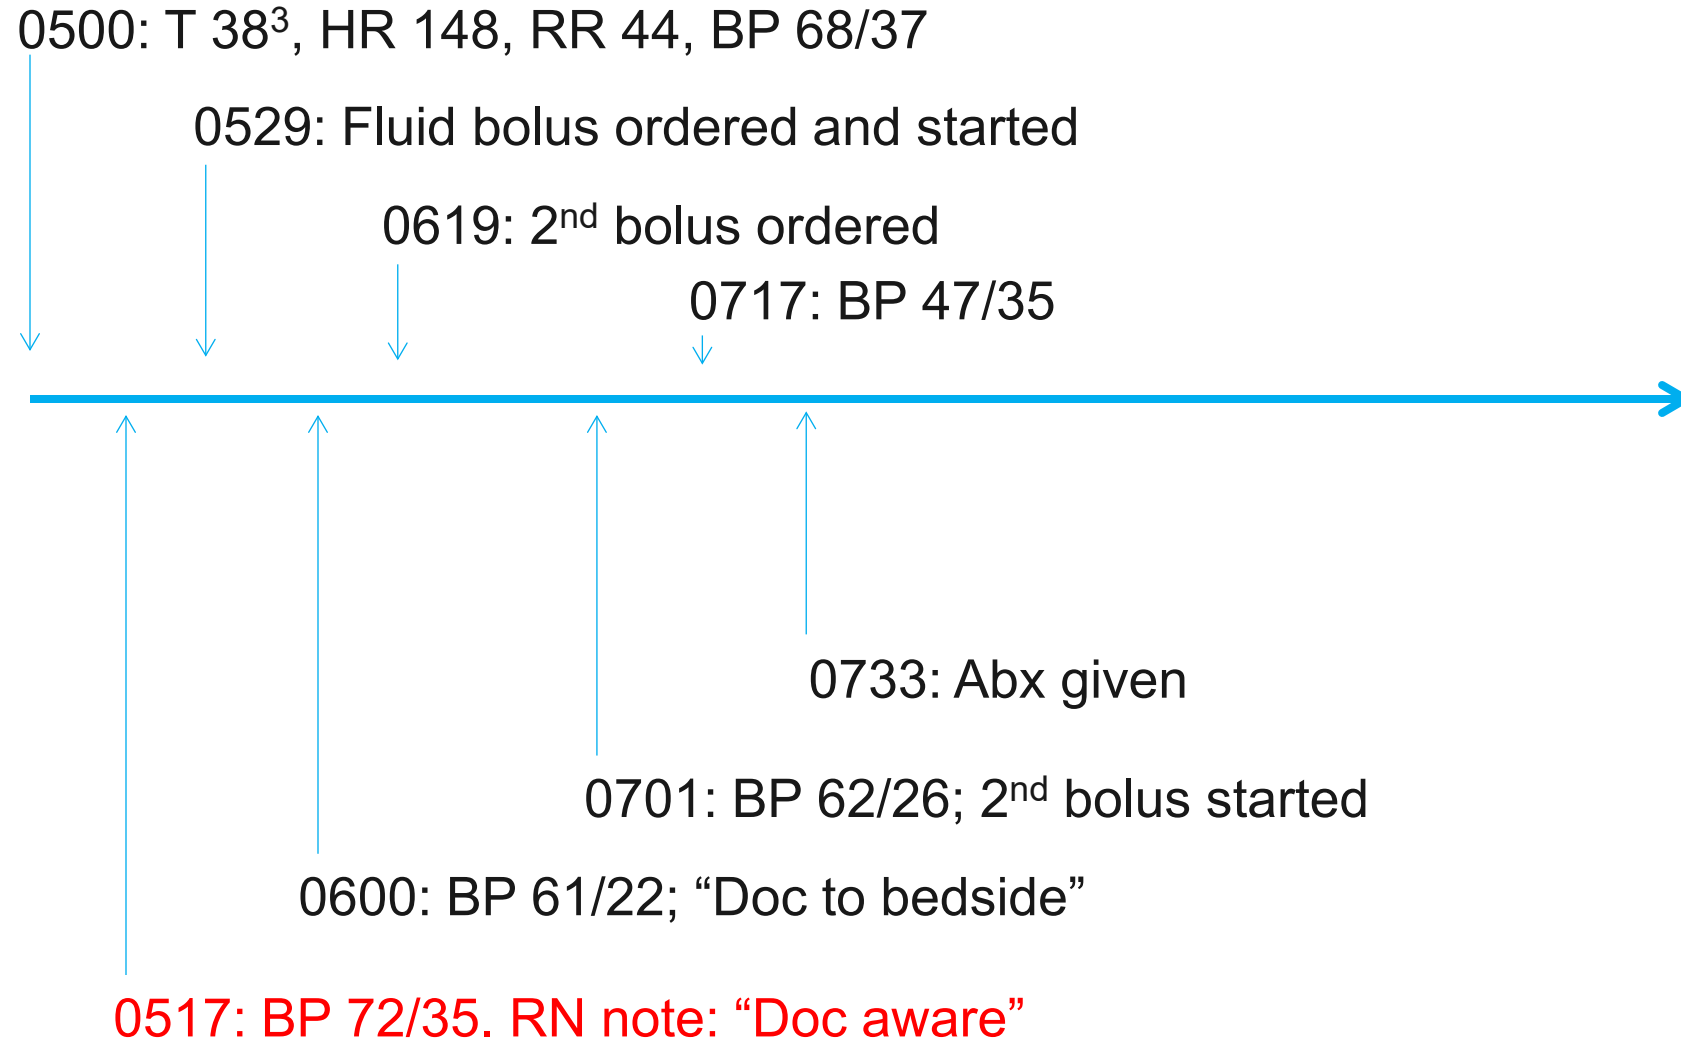 0500: T 38³, HR 148, RR 44, BP 68/37
0529: Fluid bolus ordered and started
0619: 2nd bolus ordered
0717: BP 47/35
0733: Abx given
0701: BP 62/26; 2nd bolus started
0600: BP 61/22; “Doc to bedside”
0517: BP 72/35. RN note: “Doc aware”